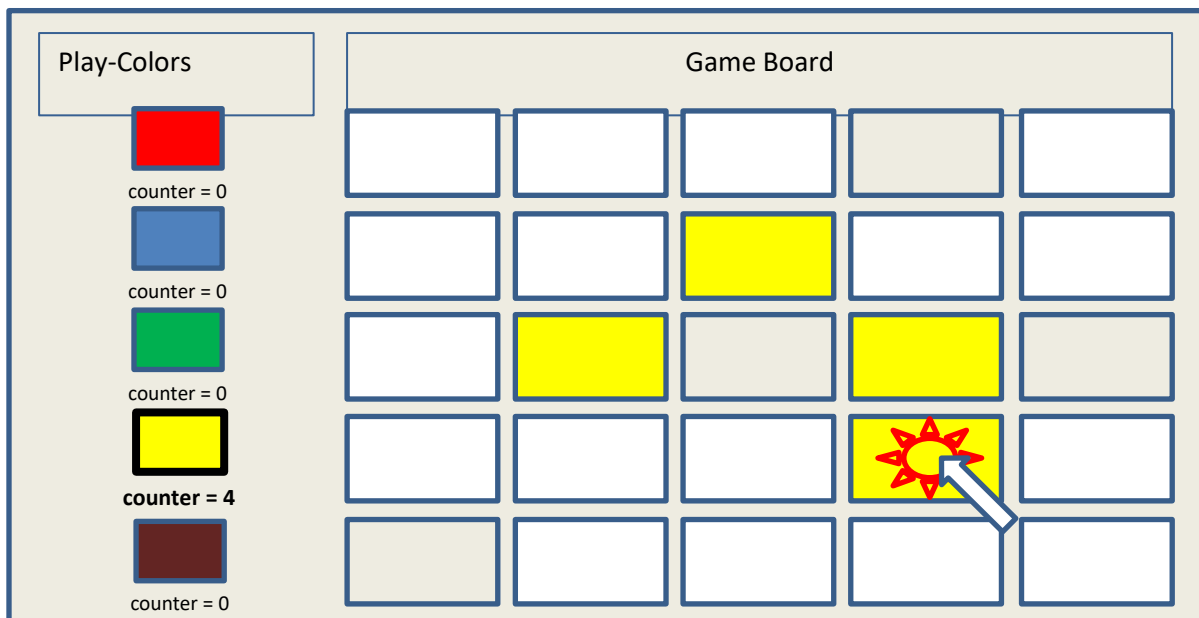 Play-Colors
Game Board
counter = 0
counter = 0
counter = 0
counter = 4
counter = 0